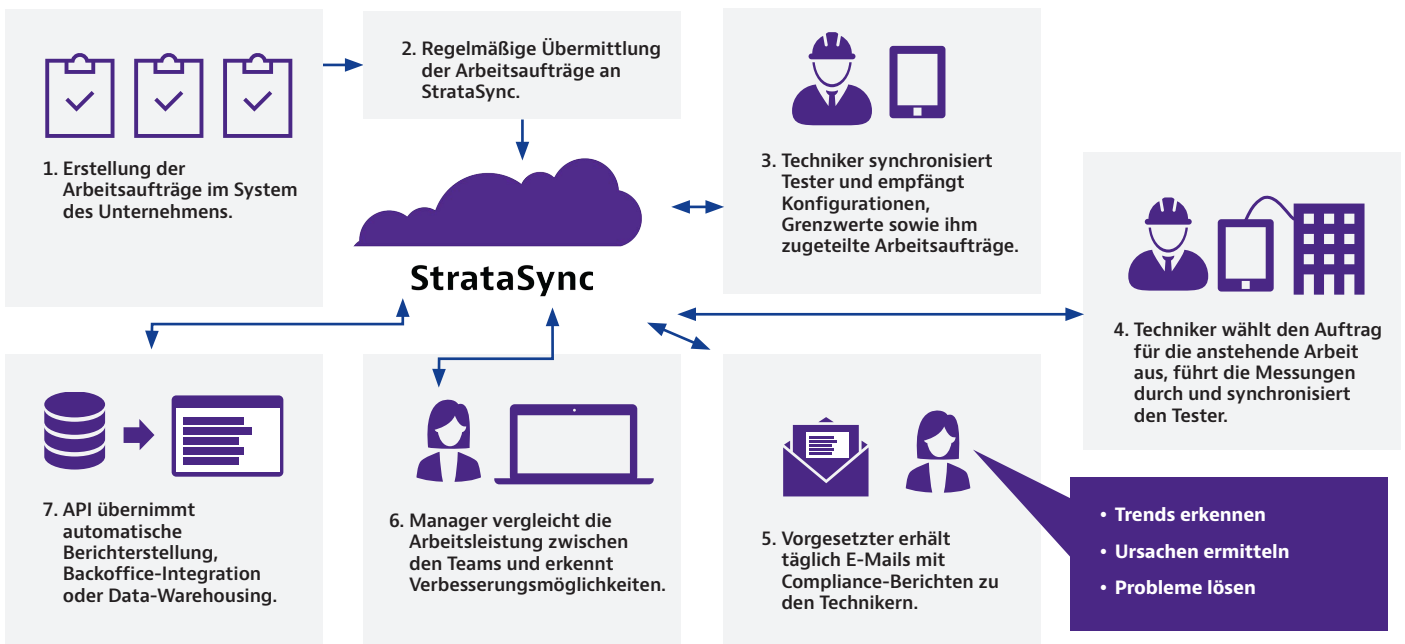 1. Erstellung der
Arbeitsaufträge im System
des Unternehmens.
2. Regelmäßige Übermittlung
der Arbeitsaufträge an
StrataSync.
3. Techniker synchronisiert
Tester und empfängt
Konfigurationen,
Grenzwerte sowie ihm
zugeteilte Arbeitsaufträge.
StrataSync
4. Techniker wählt den Auftrag
für die anstehende Arbeit
aus, führt die Messungen
durch und synchronisiert
den Tester.
5. Vorgesetzter erhält
täglich E-Mails mit
Compliance-Berichten zu
den Technikern.
• Trends erkennen
• Ursachen ermitteln
• Probleme lösen
6. Manager vergleicht die
Arbeitsleistung zwischen
den Teams und erkennt
Verbesserungsmöglichkeiten.
7. API übernimmt
automatische
Berichterstellung,
Backoffice-Integration
oder Data-Warehousing.